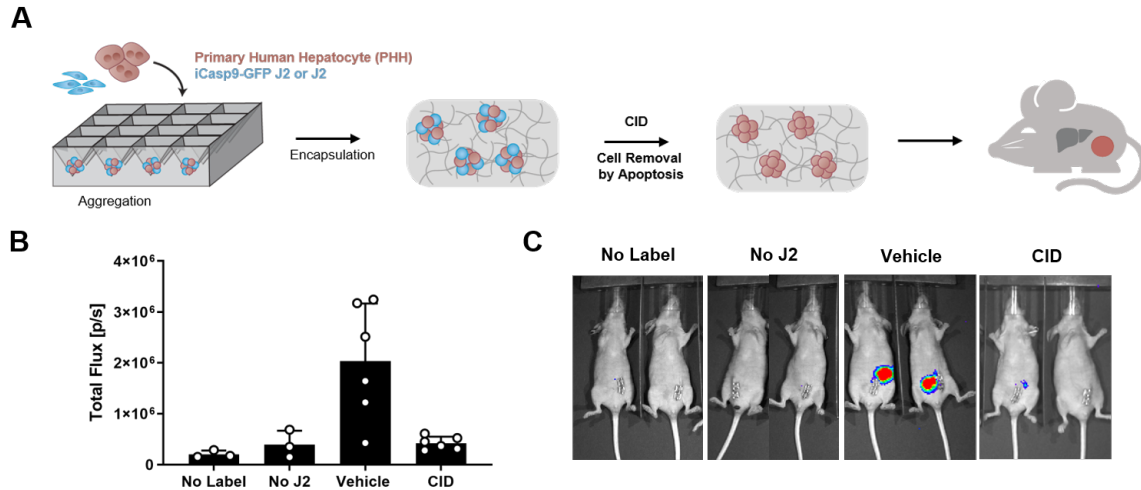 A
Primary Human Hepatocyte (PHH)
iCasp9-GFP J2 or J2
Aggregation
Encapsulation
CID
Cell Removal
by Apoptosis
B
Total Flux [p/s]
4×10⁶
3×10⁶
2×10⁶
1×10⁶
0
No Label
No J2
Vehicle
CID
C
No Label
No J2
Vehicle
CID